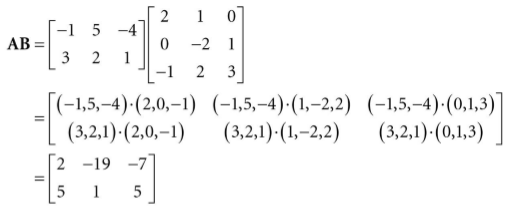 AB = [−1 5 −4; 3 2 1] [2 1 0; 0 −2 1; −1 2 3]
= [(−1,5,−4)·(2,0,−1) (−1,5,−4)·(1,−2,2) (−1,5,−4)·(0,1,3); (3,2,1)·(2,0,−1) (3,2,1)·(1,−2,2) (3,2,1)·(0,1,3)]
= [2 −19 −7; 5 1 5]